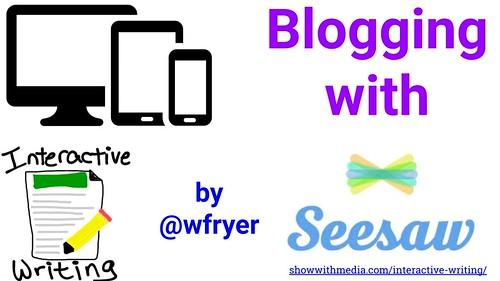 Blogging
with
Interactive
Writing
by
@wfryer
Seesaw
showwithmedia.com/interactive-writing/